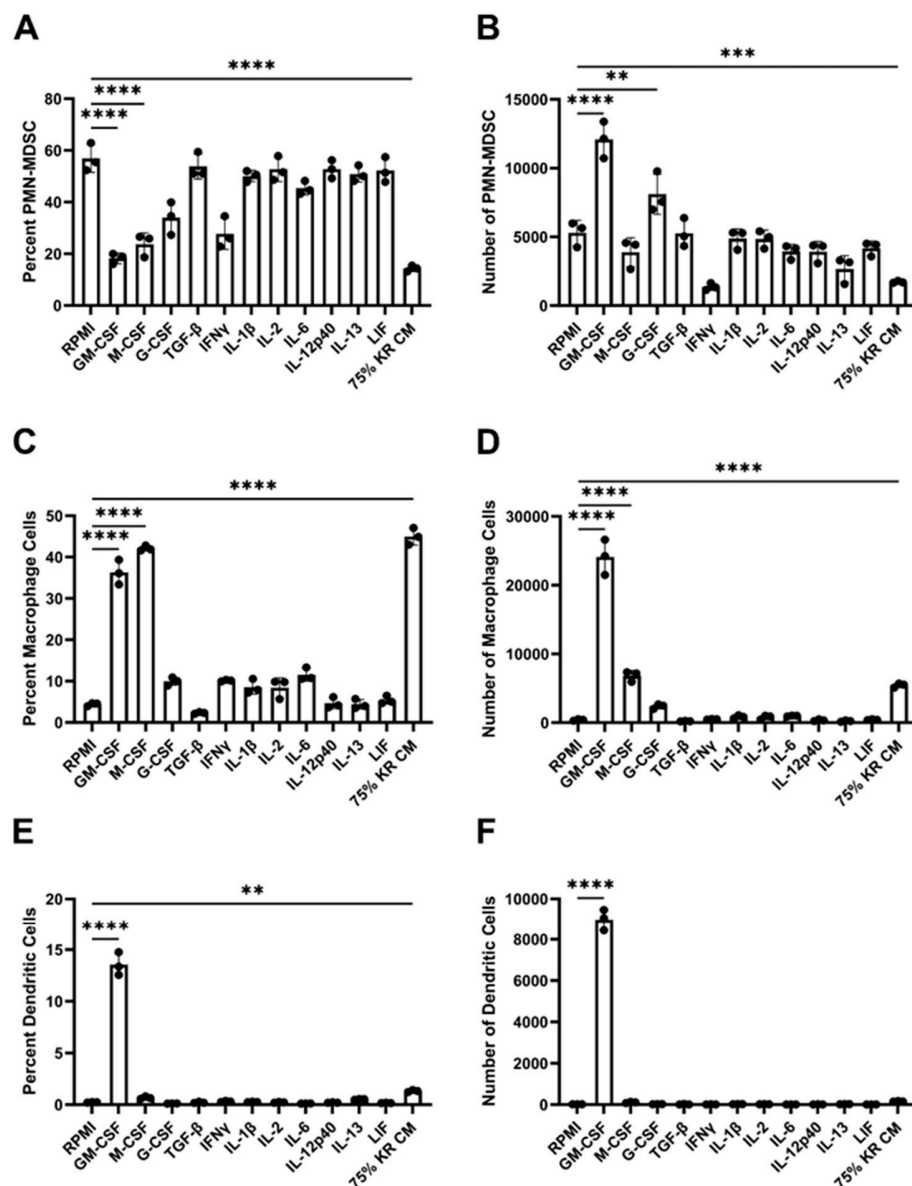 A
Percent PMN-MDSC
80
60
40
20
0
****
****
****
RPMI
GM-CSF
M-CSF
G-CSF
TGF-β
IFNγ
IL-1β
IL-2
IL-6
IL-12p40
IL-13
LIF
75% KR CM
B
Number of PMN-MDSC
15000
10000
5000
0
***
**
****
RPMI
GM-CSF
M-CSF
G-CSF
TGF-β
IFNγ
IL-1β
IL-2
IL-6
IL-12p40
IL-13
LIF
75% KR CM
C
Percent Macrophage Cells
50
40
30
20
10
0
****
****
****
RPMI
GM-CSF
M-CSF
G-CSF
TGF-β
IFNγ
IL-1β
IL-2
IL-6
IL-12p40
IL-13
LIF
75% KR CM
D
Number of Macrophage Cells
30000
20000
10000
0
****
****
****
RPMI
GM-CSF
M-CSF
G-CSF
TGF-β
IFNγ
IL-1β
IL-2
IL-6
IL-12p40
IL-13
LIF
75% KR CM
E
Percent Dendritic Cells
20
15
10
5
0
**
****
RPMI
GM-CSF
M-CSF
G-CSF
TGF-β
IFNγ
IL-1β
IL-2
IL-6
IL-12p40
IL-13
LIF
75% KR CM
F
Number of Dendritic Cells
10000
8000
6000
4000
2000
0
****
RPMI
GM-CSF
M-CSF
G-CSF
TGF-β
IFNγ
IL-1β
IL-2
IL-6
IL-12p40
IL-13
LIF
75% KR CM